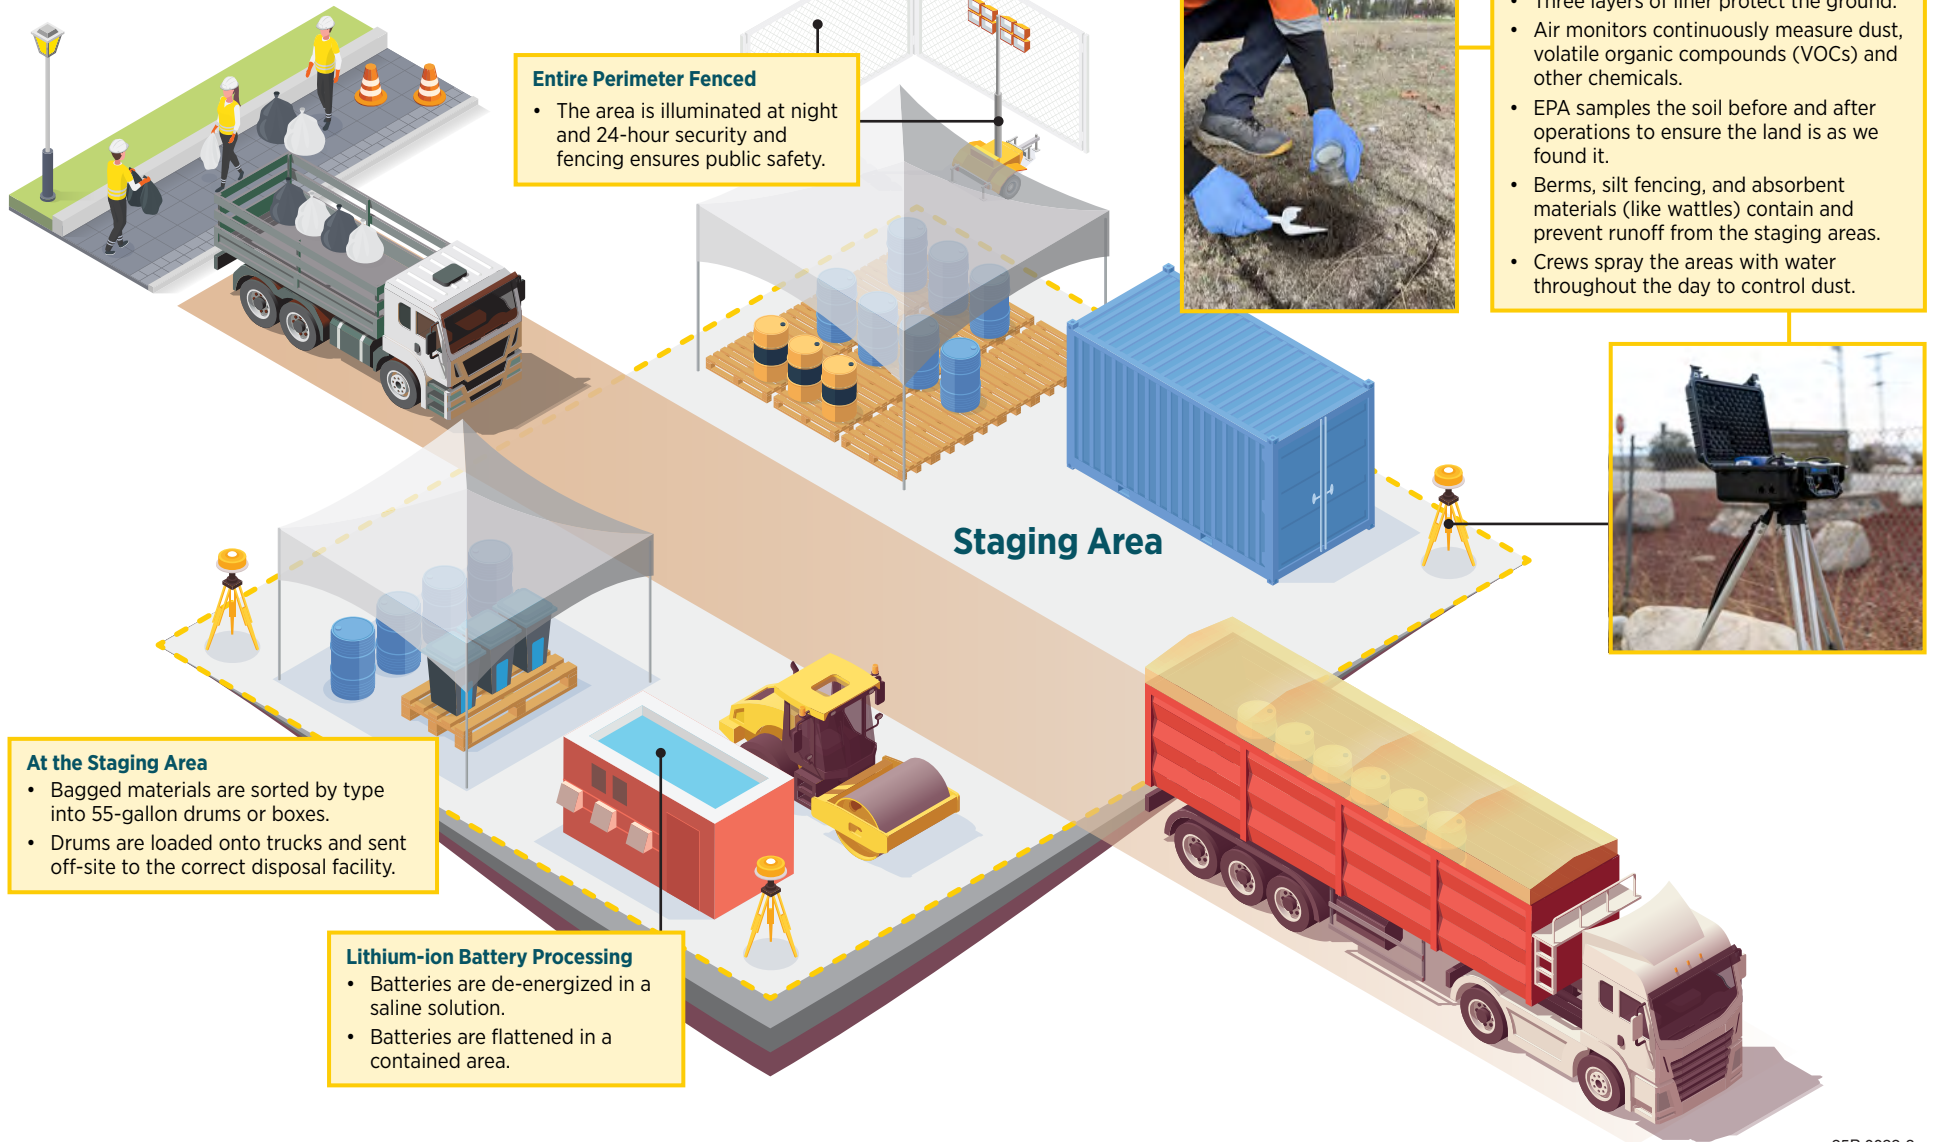 • Three layers of liner protect the ground.
• Air monitors continuously measure dust,
volatile organic compounds (VOCs) and
other chemicals.
• EPA samples the soil before and after
operations to ensure the land is as we
found it.
• Berms, silt fencing, and absorbent
materials (like wattles) contain and
prevent runoff from the staging areas.
• Crews spray the areas with water
throughout the day to control dust.
Entire Perimeter Fenced
• The area is illuminated at night
and 24-hour security and
fencing ensures public safety.
Staging Area
At the Staging Area
• Bagged materials are sorted by type
into 55-gallon drums or boxes.
• Drums are loaded onto trucks and sent
off-site to the correct disposal facility.
Lithium-ion Battery Processing
• Batteries are de-energized in a
saline solution.
• Batteries are flattened in a
contained area.